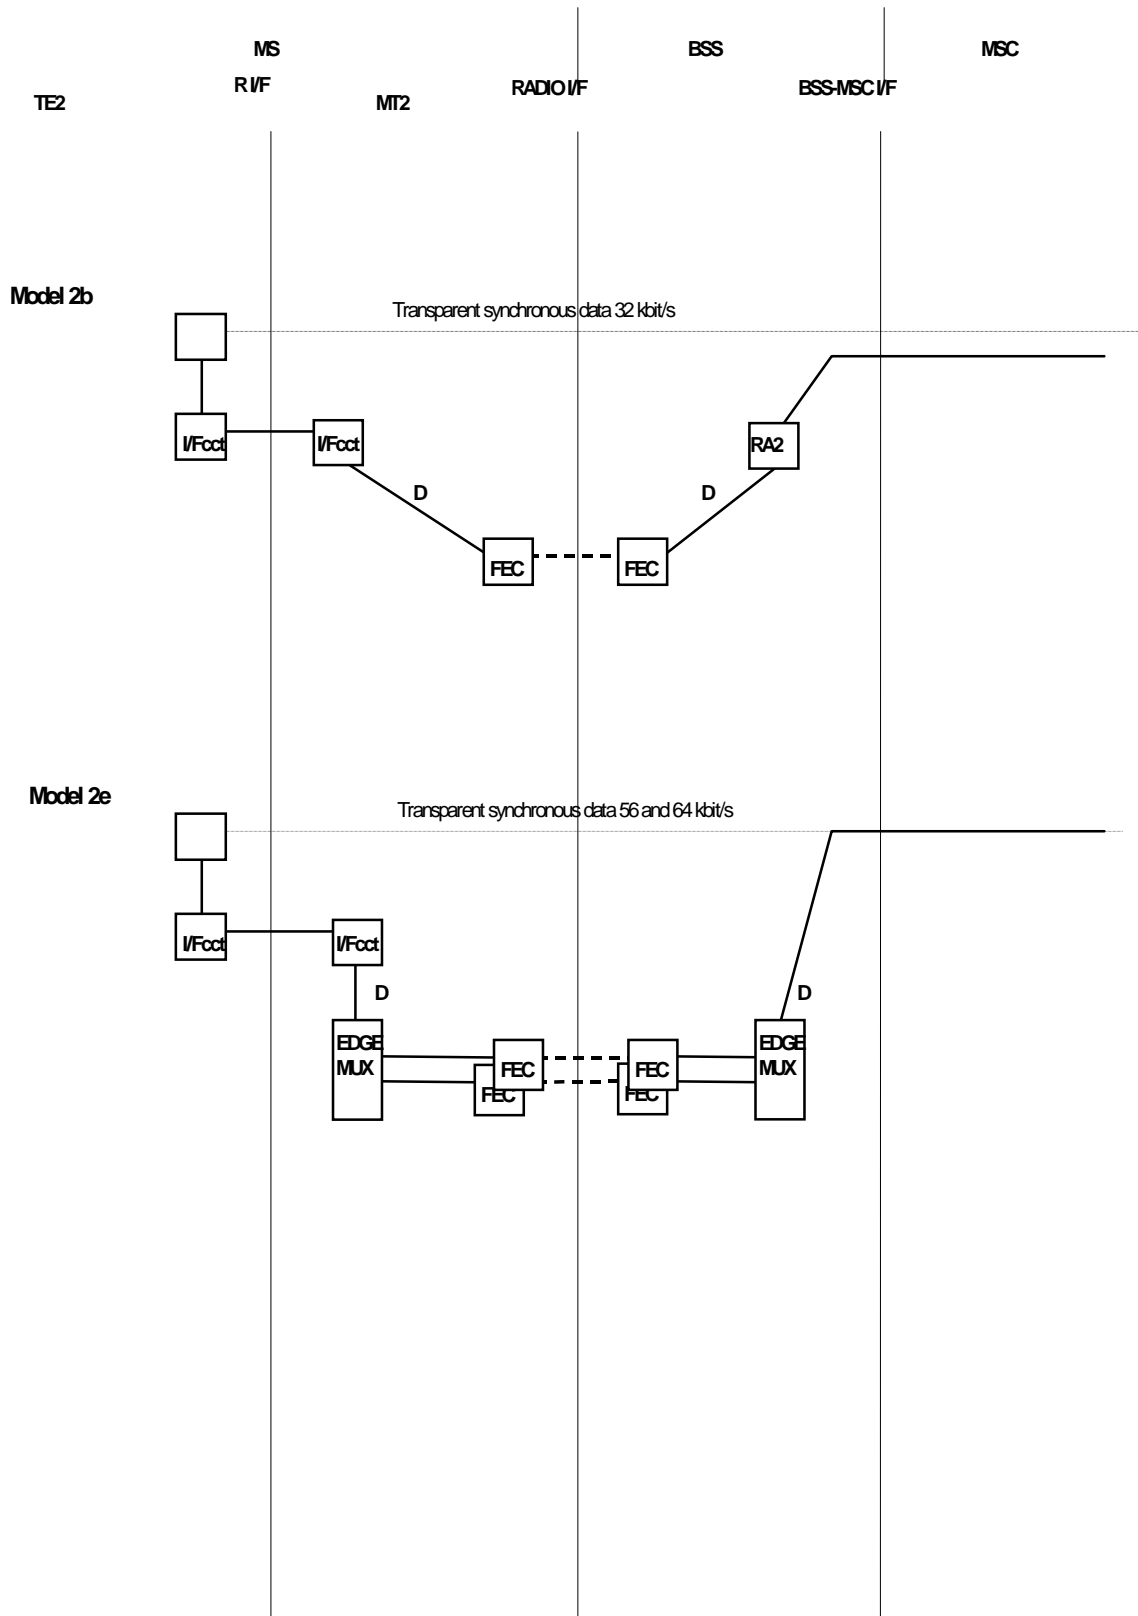 MS
BSS
MSC
R I/F
RADIO I/F
BSS-MSC I/F
TE2
MT2
Model 2b
Transparent synchronous data 32 kbit/s
I/Fcct
I/Fcct
RA2
D
D
FEC
FEC
Model 2e
Transparent synchronous data 56 and 64 kbit/s
I/Fcct
I/Fcct
D
D
EDGE
MUX
FEC
FEC
FEC
FEC
EDGE
MUX